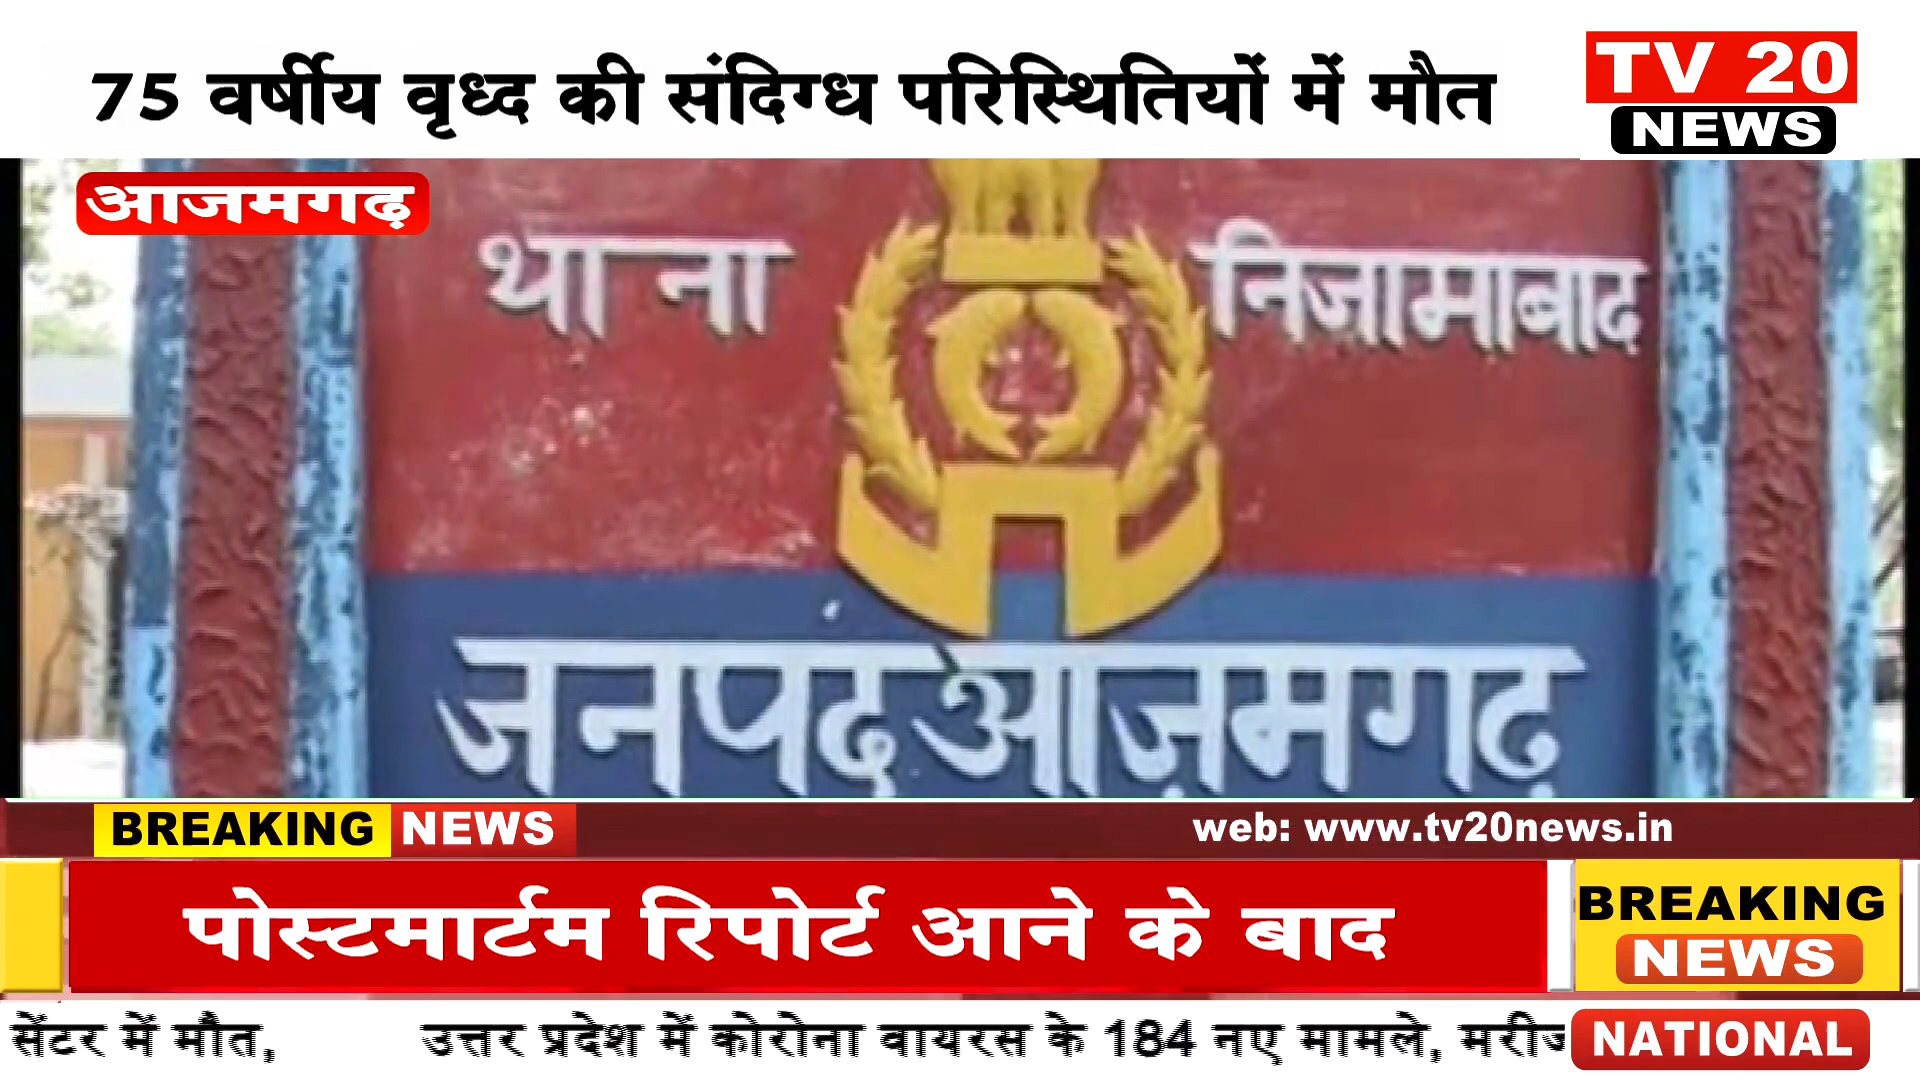 75 वर्षीय वृध्द की संदिग्ध परिस्थितियों में मौत
TV 20
NEWS
आजमगढ़
थाना निजामाबाद
जनपद आज़मगढ़
BREAKING NEWS
web: www.tv20news.in
पोस्टमार्टम रिपोर्ट आने के बाद
BREAKING
NEWS
सेंटर में मौत, उत्तर प्रदेश में कोरोना वायरस के 184 नए मामले,
NATIONAL